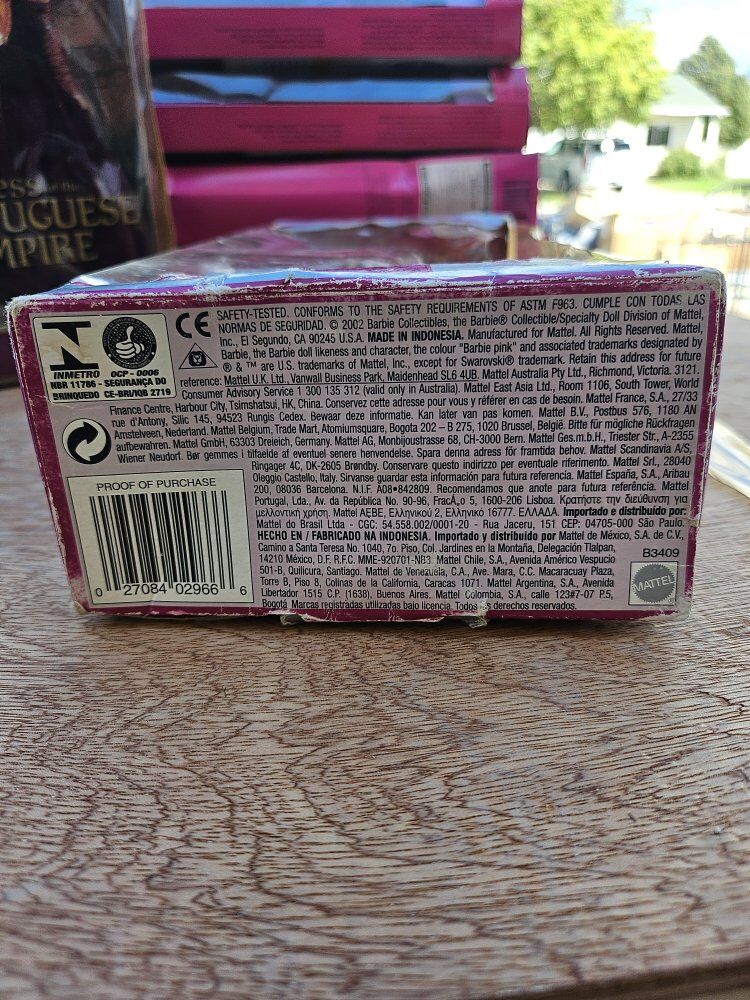 ESS of the
UGUESE
MPIRE
N
INMETRO
OCP - 0006
NBR 11786 - SEGURANÇA DO
BRINQUEDO CE-BRI/IQB 2719
CE
SAFETY-TESTED. CONFORMS TO THE SAFETY REQUIREMENTS OF ASTM F963. CUMPLE CON TODAS LAS
NORMAS DE SEGURIDAD. © 2002 Barbie Collectibles, the Barbie® Collectible/Specialty Doll Division of Mattel,
Inc., El Segundo, CA 90245 U.S.A. MADE IN INDONESIA. Manufactured for Mattel. All Rights Reserved. Mattel,
Barbie, the Barbie doll likeness and character, the colour "Barbie pink" and associated trademarks designated by
® & ™ are U.S. trademarks of Mattel, Inc., except for Swarovski® trademark. Retain this address for future
reference: Mattel U.K. Ltd., Vanwall Business Park, Maidenhead SL6 4UB. Mattel Australia Pty Ltd., Richmond, Victoria. 3121.
Consumer Advisory Service 1 300 135 312 (valid only in Australia). Mattel East Asia Ltd., Room 1106, South Tower, World
Finance Centre, Harbour City, Tsimshatsui, HK, China. Conservez cette adresse pour vous y référer en cas de besoin. Mattel France, S.A., 27/33
rue d'Antony, Silic 145, 94523 Rungis Cedex. Bewaar deze informatie. Kan later van pas komen. Mattel B.V., Postbus 576, 1180 AN
Amstelveen, Nederland. Mattel Belgium, Trade Mart, Atomiumsquare, Bogota 202 – B 275, 1020 Brussel, België. Bitte für mögliche Rückfragen
aufbewahren. Mattel GmbH, 63303 Dreieich, Germany. Mattel AG, Monbijoustrasse 68, CH-3000 Bern. Mattel Ges.m.b.H., Triester Str., A-2355
Wiener Neudorf. Bør gemmes i tilfælde af eventuel senere henvendelse. Spara denna adress för framtida behov. Mattel Scandinavia A/S,
Ringager 4C, DK-2605 Brøndby. Conservare questo indirizzo per eventuale riferimento. Mattel Srl., 28040
Oleggio Castello, Italy. Sirvanse guardar esta información para futura referencia. Mattel España, S.A., Aribau
200, 08036 Barcelona. N.I.F. A08•842809. Recomendamos que anote para futura referência. Mattel
Portugal, Lda., Av. da República No. 90-96, FracÁ„o 5, 1600-206 Lisboa. Κρατήστε την διεύθυνση για
μελλοντική χρήση. Mattel AEBE, Ελληνικού 2, Ελληνικό 16777. ΕΛΛΑΔΑ. Importado e distribuído por:
Mattel do Brasil Ltda - CGC: 54.558.002/0001-20 - Rua Jaceru, 151 CEP: 04705-000 São Paulo.
HECHO EN / FABRICADO NA INDONESIA. Importado y distribuido por Mattel de México, S.A. de C.V.,
Camino a Santa Teresa No. 1040, 7o. Piso, Col. Jardines en la Montaña, Delegación Tlalpan,
14210 México, D.F. R.F.C. MME-920701-NB3. Mattel Chile, S.A., Avenida Américo Vespucio
501-B, Quilicura, Santiago. Mattel de Venezuela, C.A., Ave. Mara, C.C. Macaracuay Plaza,
Torre B, Piso 8, Colinas de la California, Caracas 1071. Mattel Argentina, S.A., Avenida
Libertador 1515 C.P. (1638), Buenos Aires. Mattel Colombia, S.A., calle 123#7-07 P.5,
Bogotá. Marcas registradas utilizadas bajo licencia. Todos los derechos reservados.
B3409
MATTEL
PROOF OF PURCHASE
0 27084 02966 6